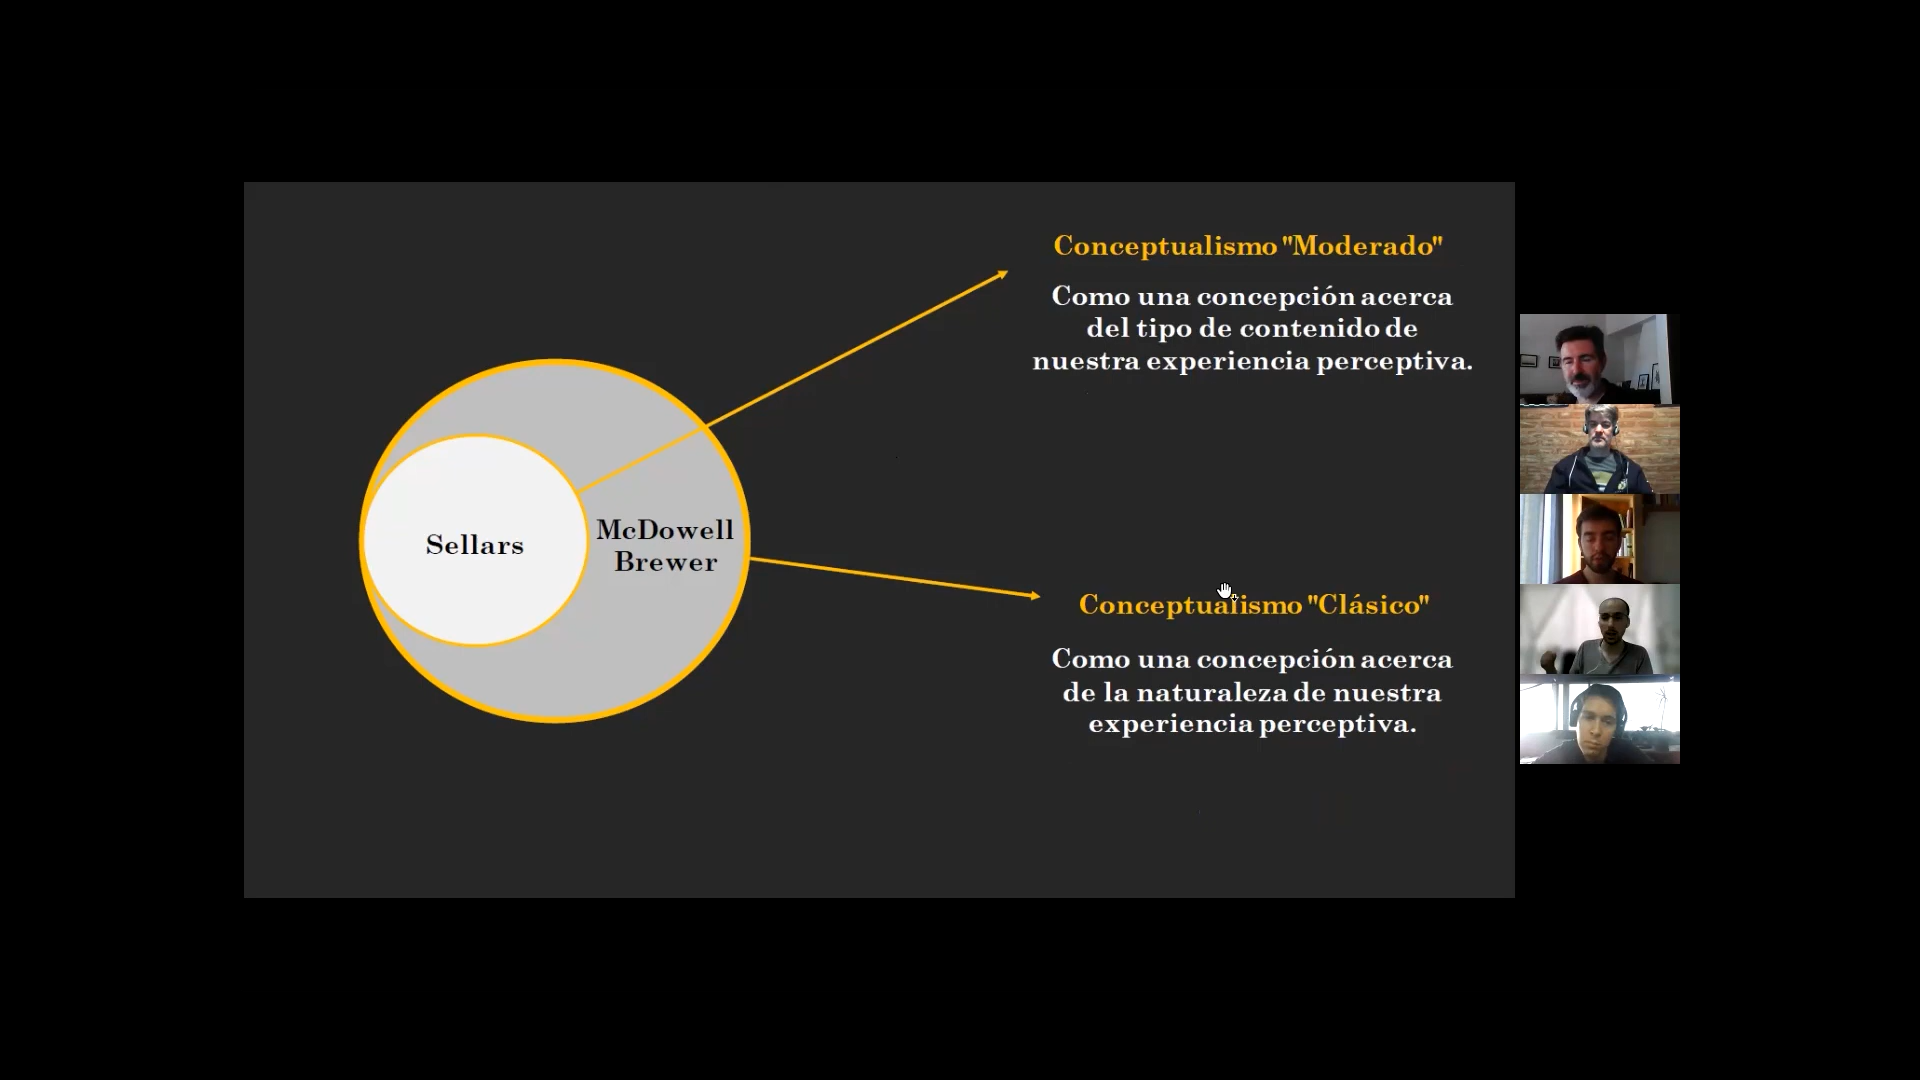 Conceptualismo "Moderado"
Como una concepción acerca
del tipo de contenido de
nuestra experiencia perceptiva.
Sellars
McDowell
Brewer
Conceptualismo "Clásico"
Como una concepción acerca
de la naturaleza de nuestra
experiencia perceptiva.